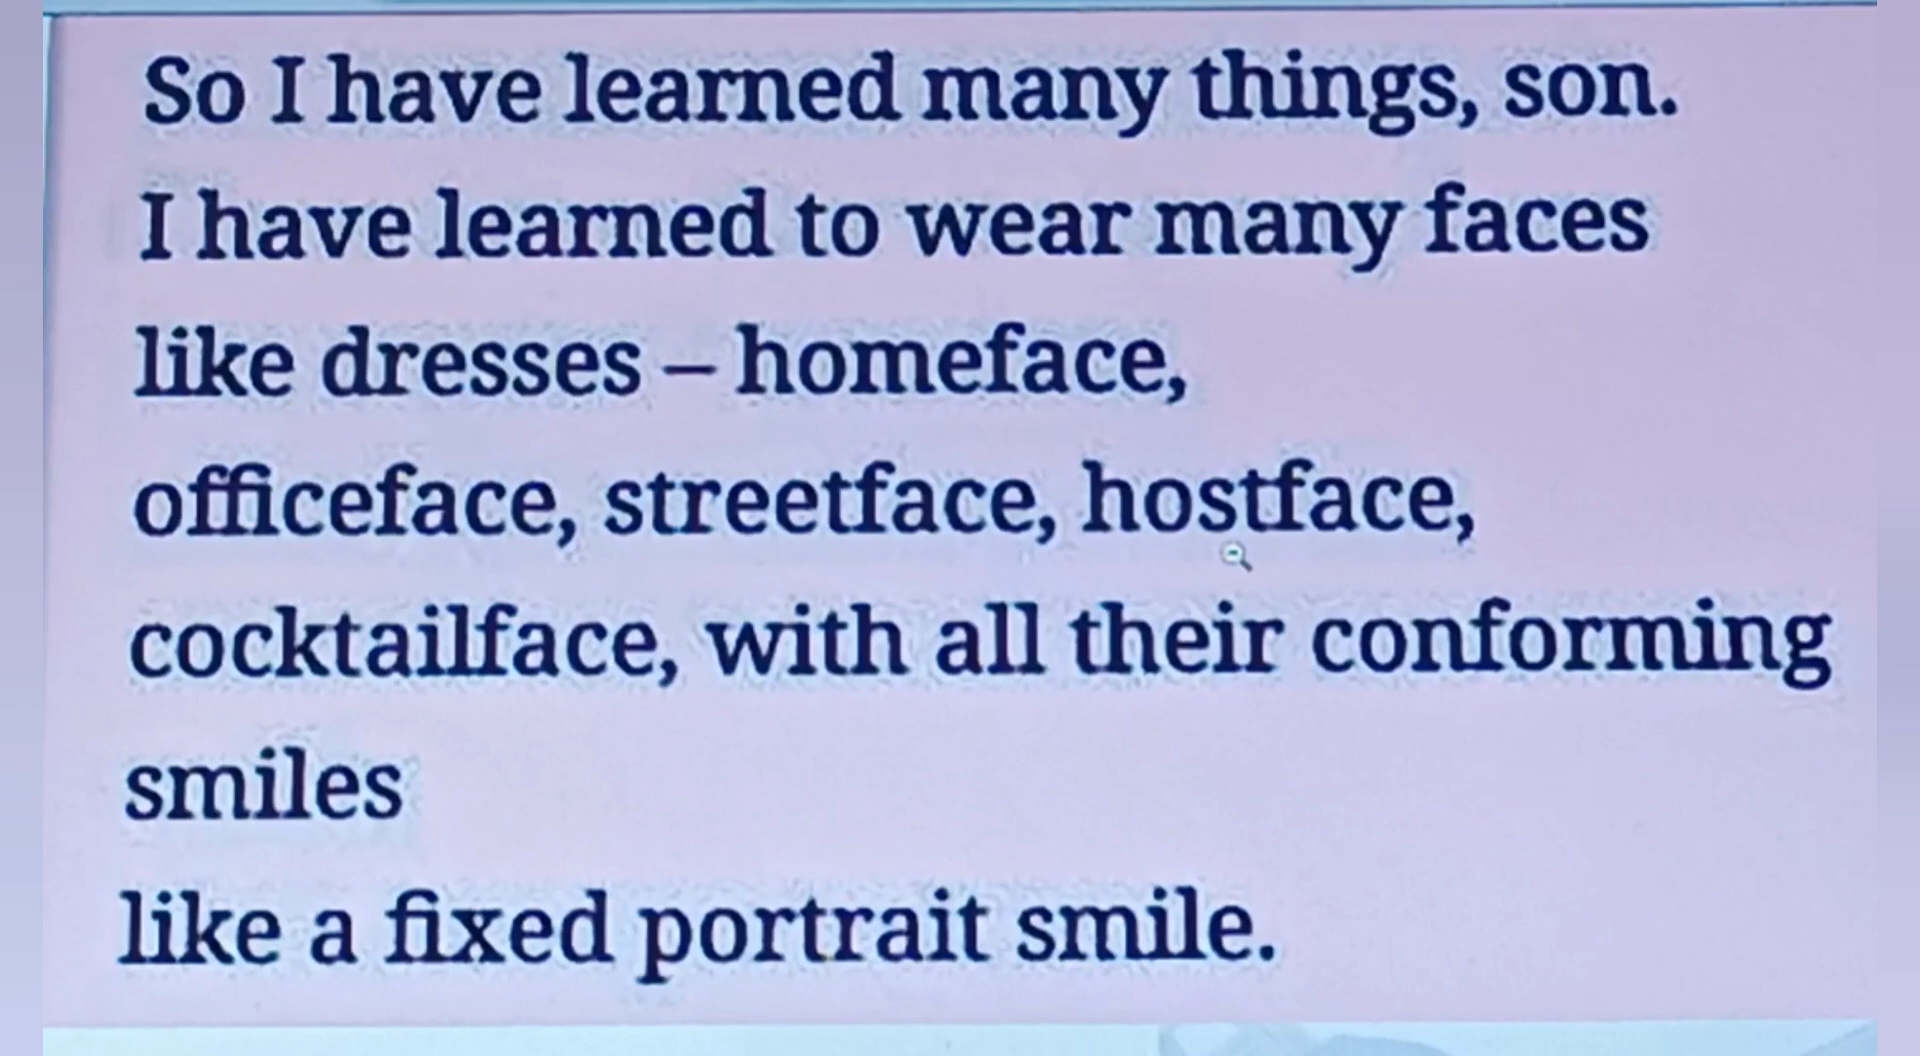 So I have learned many things, son.
I have learned to wear many faces
like dresses – homeface,
officeface, streetface, hostface,
cocktailface, with all their conforming
smiles
like a fixed portrait smile.